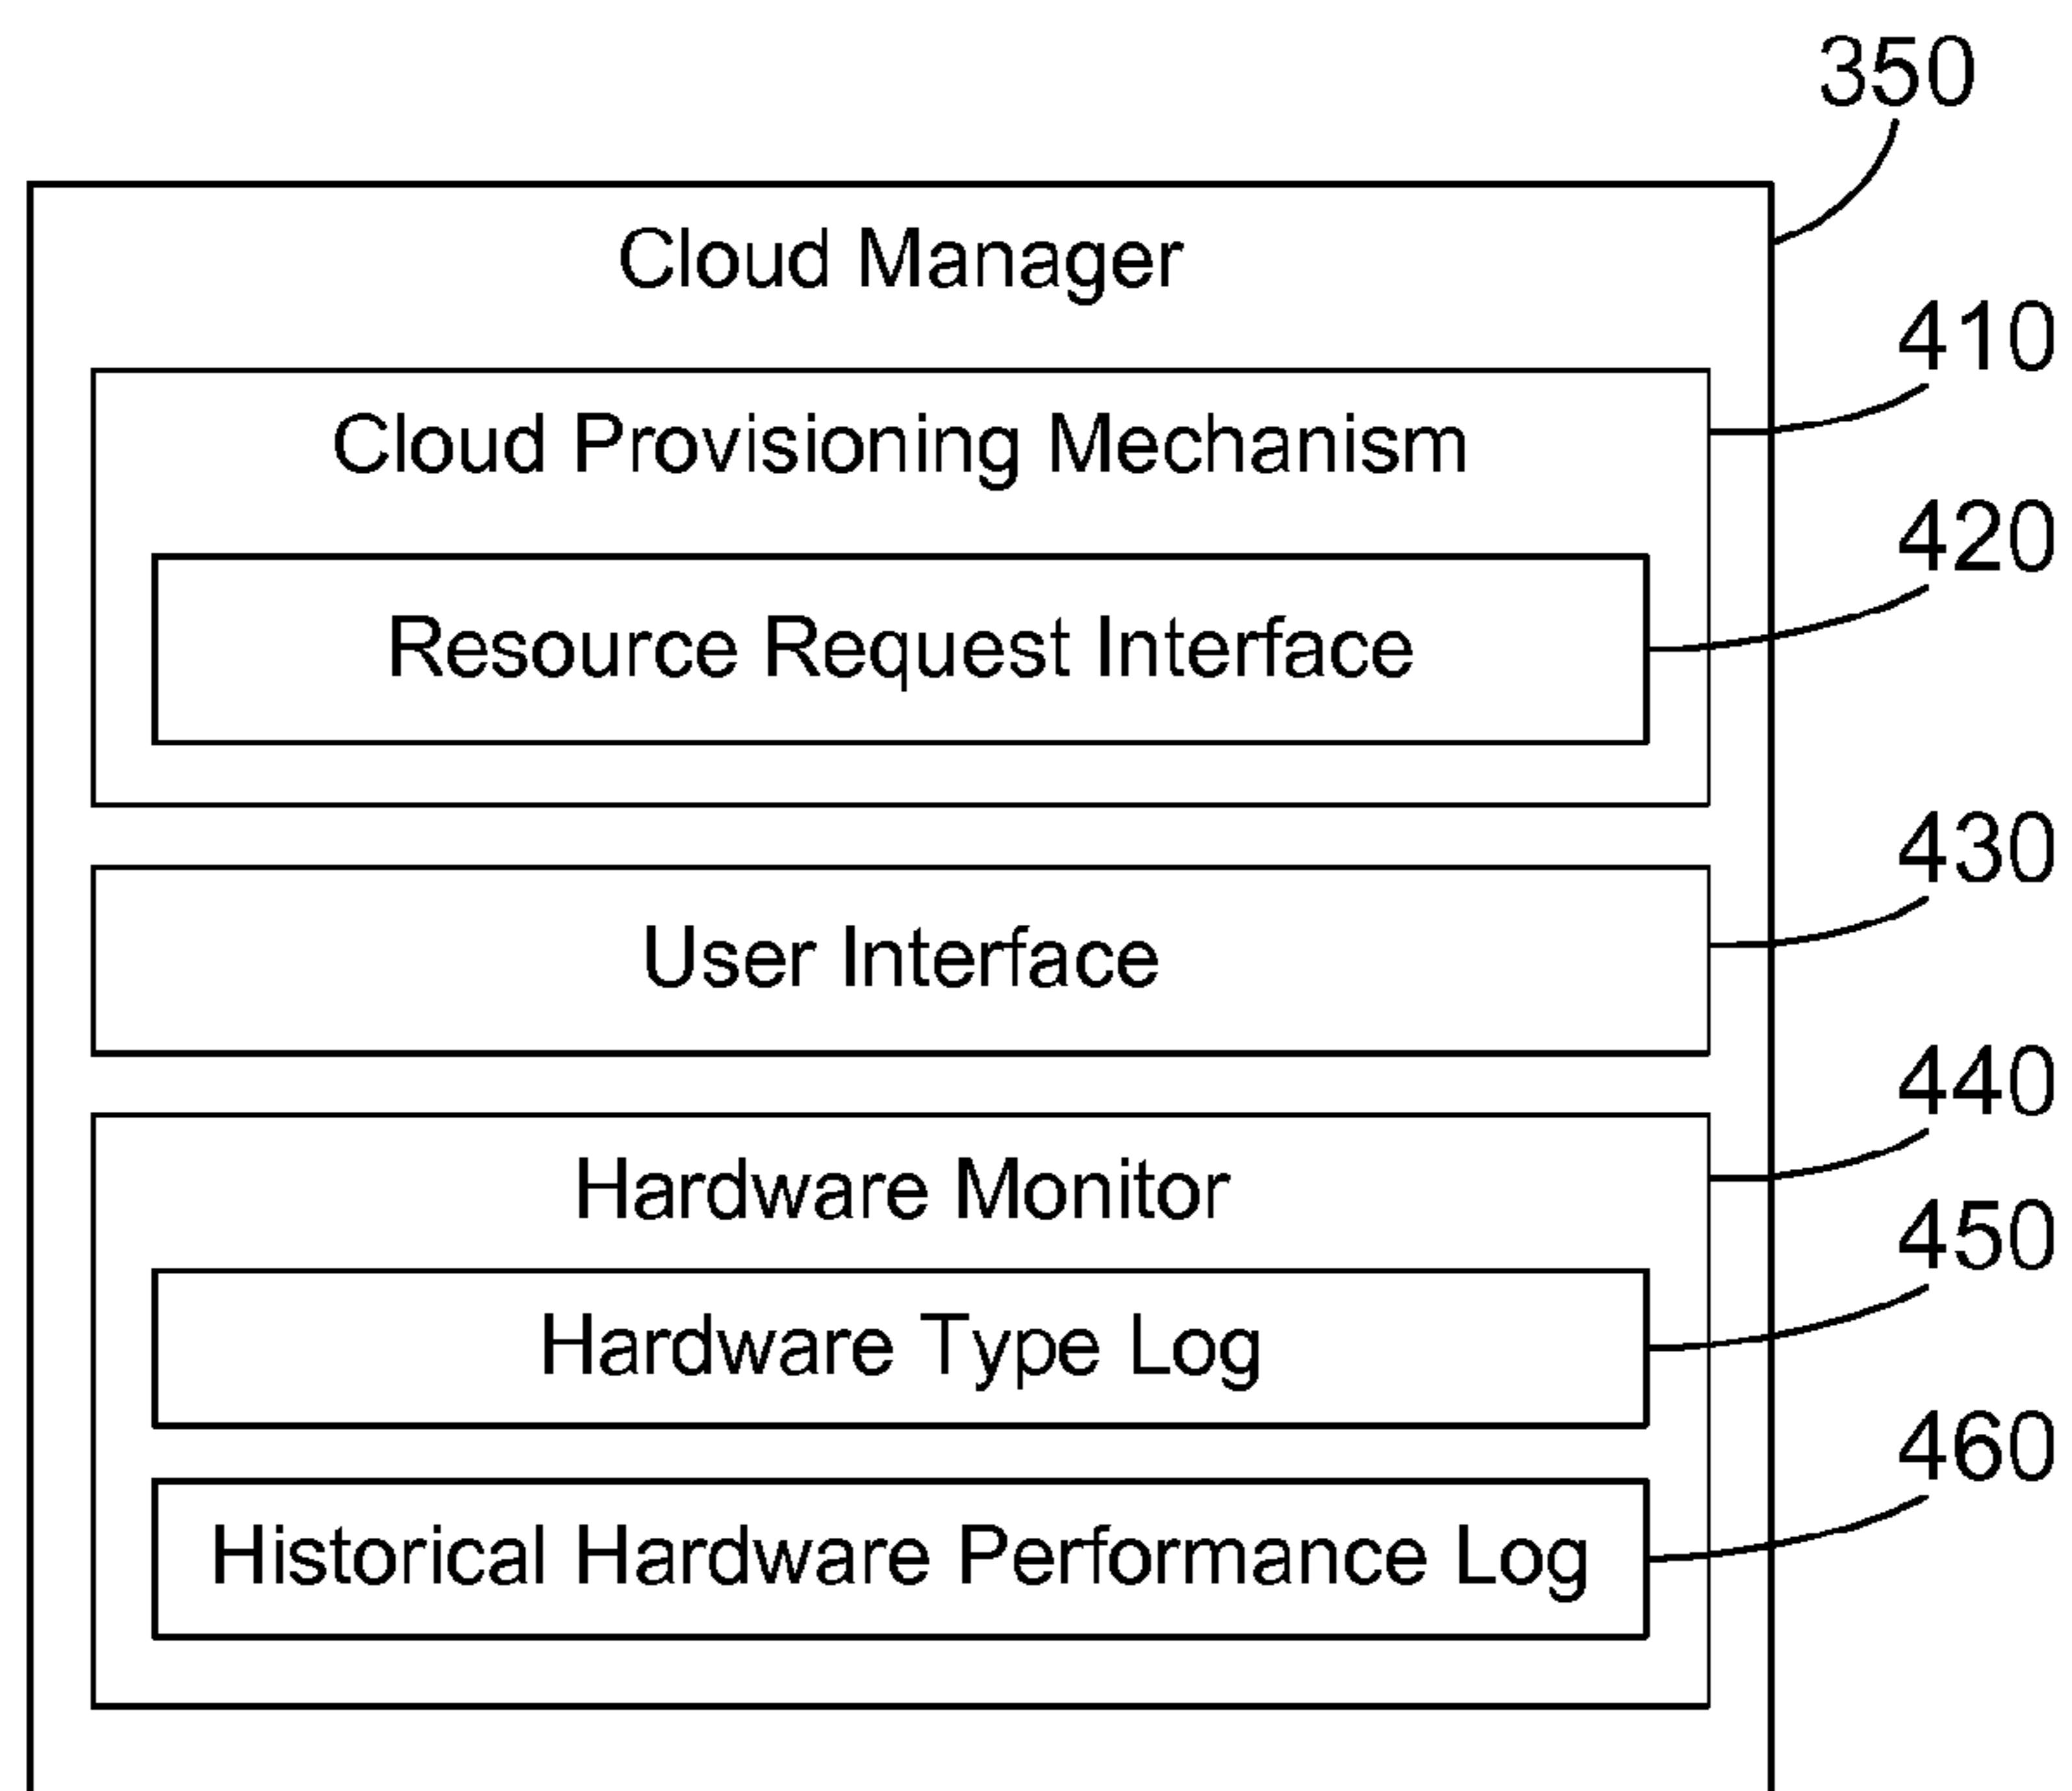 350
Cloud Manager
410
Cloud Provisioning Mechanism
420
Resource Request Interface
430
User Interface
440
Hardware Monitor
450
Hardware Type Log
460
Historical Hardware Performance Log